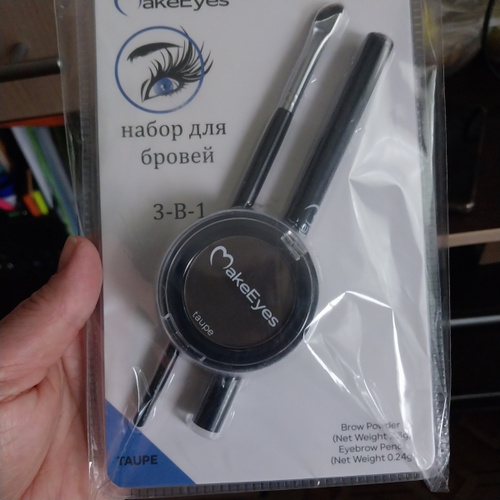 MakeEyes
набор для
бровей
3-В-1
MakeEyes
taupe
Brow Powder
(Net Weight
Eyebrow Pencil
(Net Weight 0.24g
TAUPE